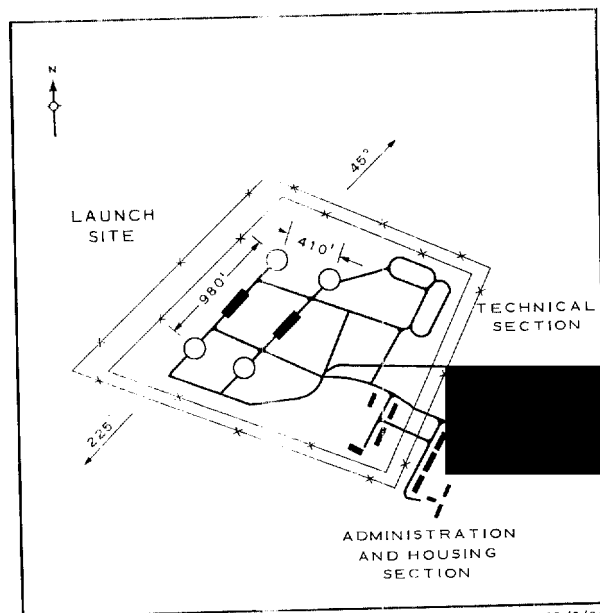 N
45°
LAUNCH
SITE
410'
980'
TECHNICAL
SECTION
225°
ADMINISTRATION
AND HOUSING
SECTION